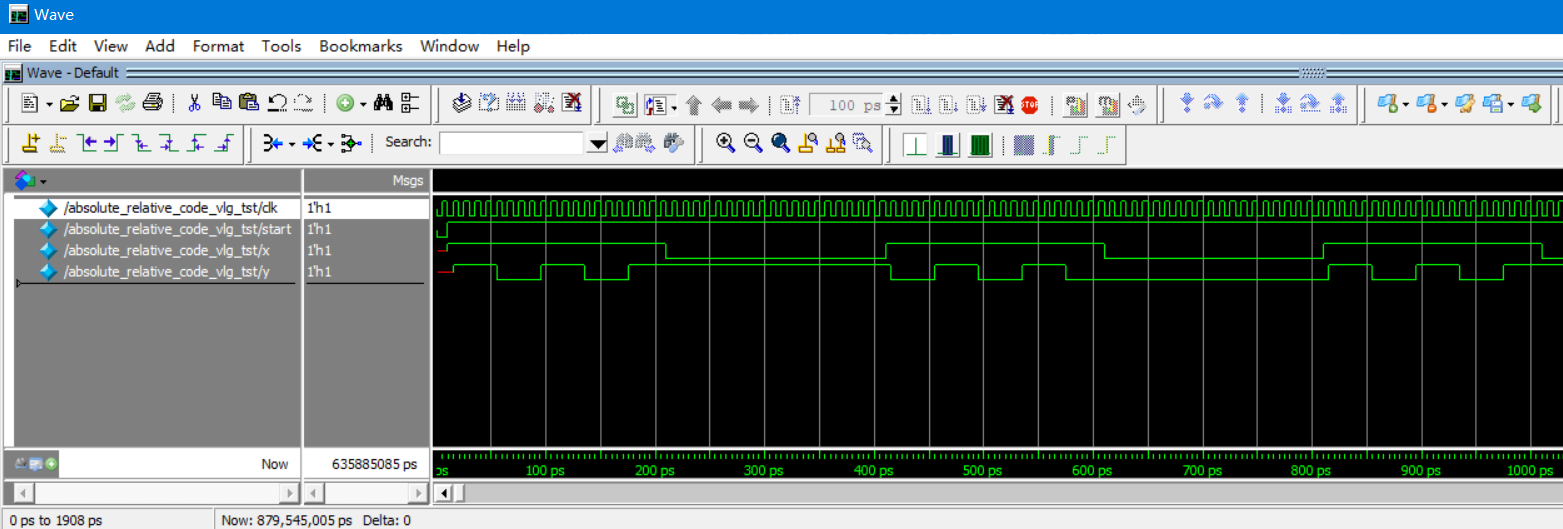 Wave
File Edit View Add Format Tools Bookmarks Window Help
Wave - Default
100 ps
STOP
Search:
Msgs
/absolute_relative_code_vlg_tst/clk 1'h1
/absolute_relative_code_vlg_tst/start 1'h1
/absolute_relative_code_vlg_tst/x 1'h1
/absolute_relative_code_vlg_tst/y 1'h1
Now 635885085 ps ps 100 ps 200 ps 300 ps 400 ps 500 ps 600 ps 700 ps 800 ps 900 ps 1000 ps
0 ps to 1908 ps Now: 879,545,005 ps Delta: 0